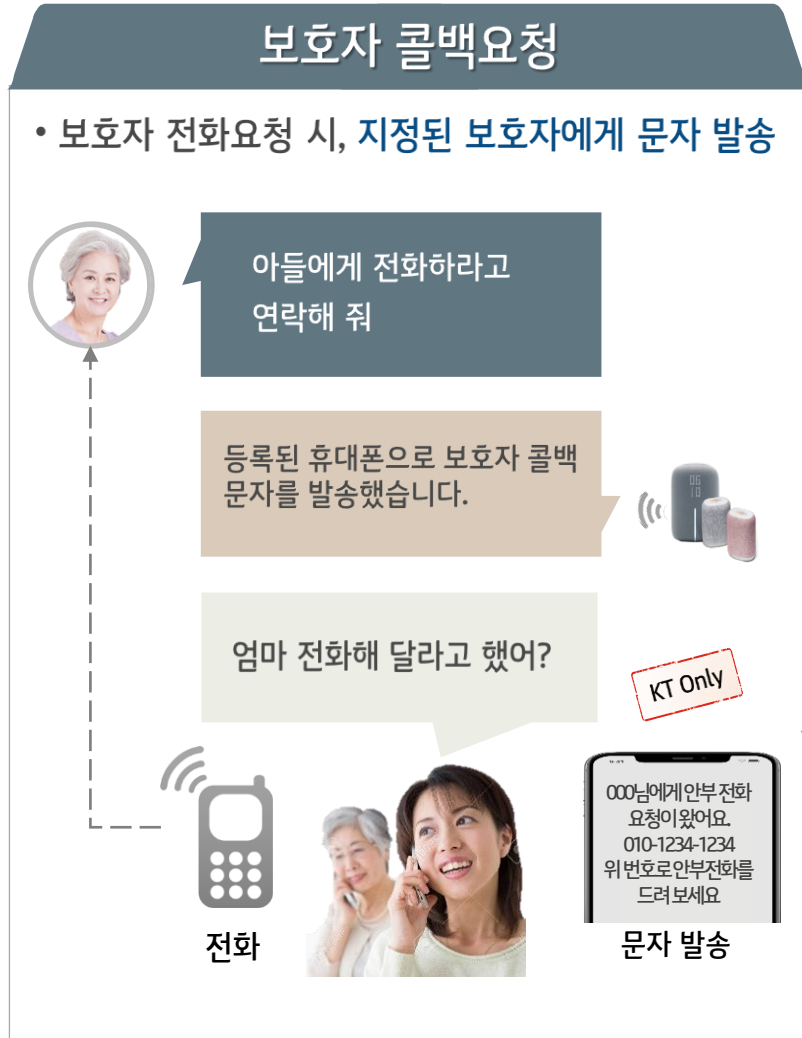 보호자 콜백요청
• 보호자 전화요청 시, 지정된 보호자에게 문자 발송
아들에게 전화하라고
연락해 줘
등록된 휴대폰으로 보호자 콜백
문자를 발송했습니다.
엄마 전화해 달라고 했어?
KT Only
000님에게 안부 전화
요청이 왔어요.
010-1234-1234
위 번호로 안부전화를
드려 보세요
전화
문자 발송